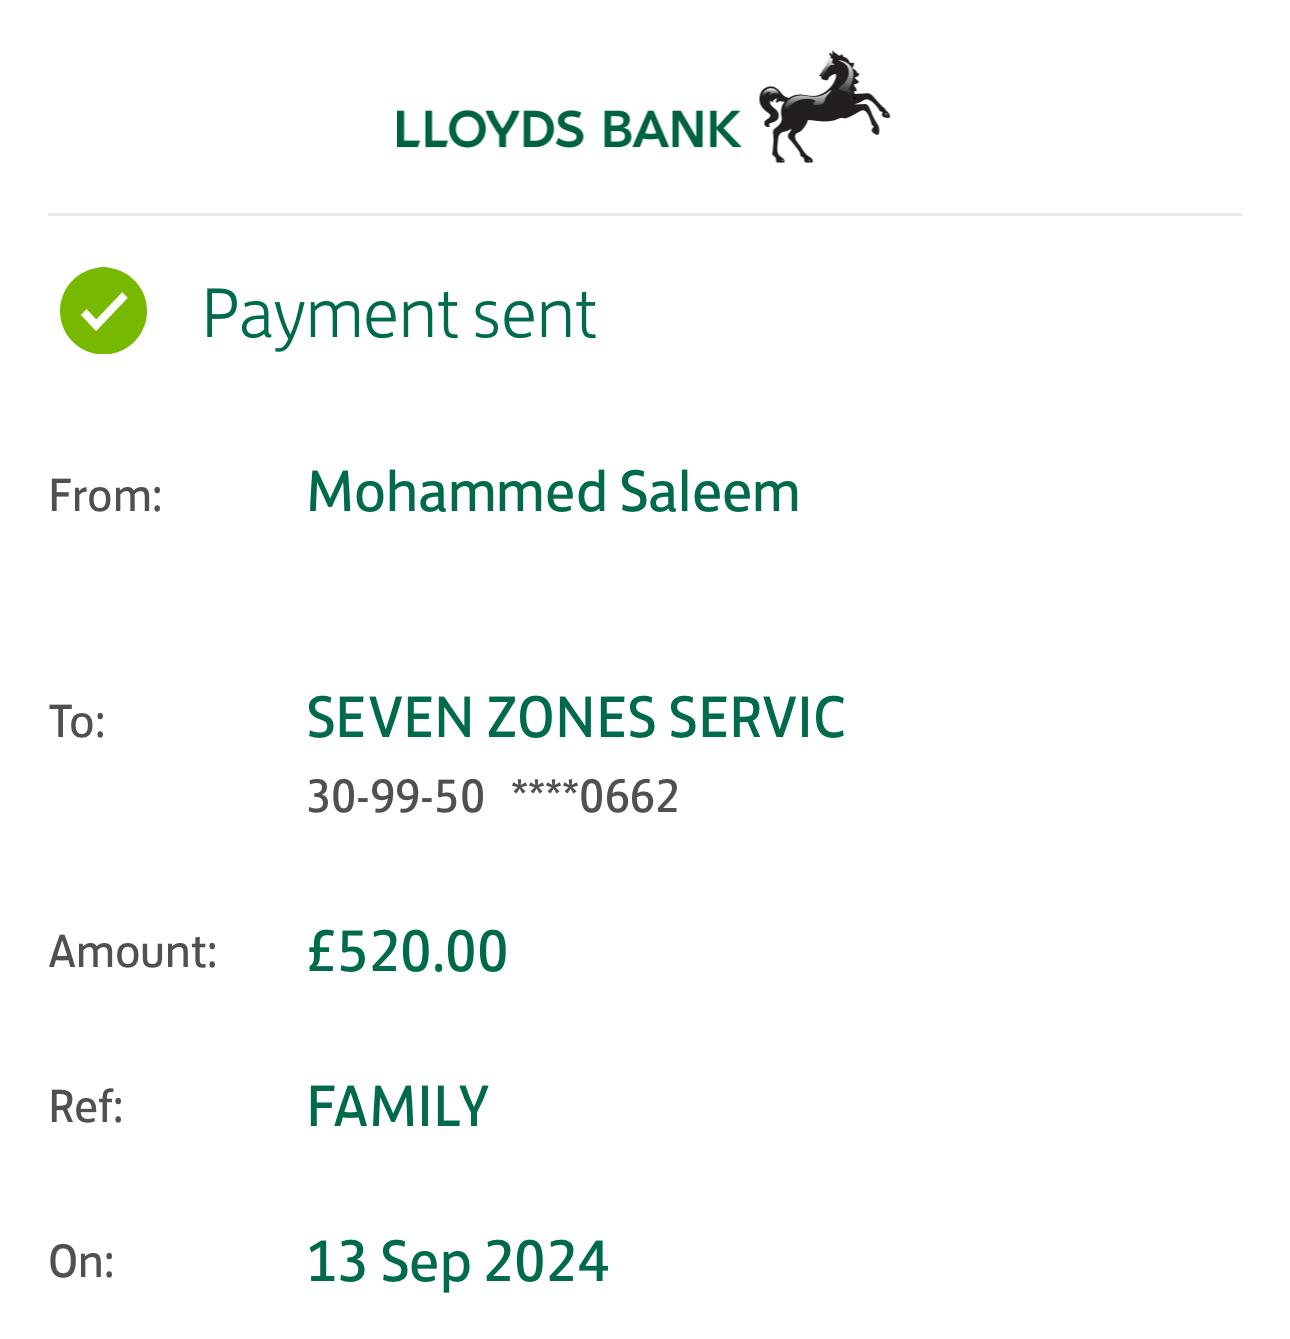 LLOYDS BANK
Payment sent
From: Mohammed Saleem
To: SEVEN ZONES SERVIC
30-99-50 ****0662
Amount: £520.00
Ref: FAMILY
On: 13 Sep 2024